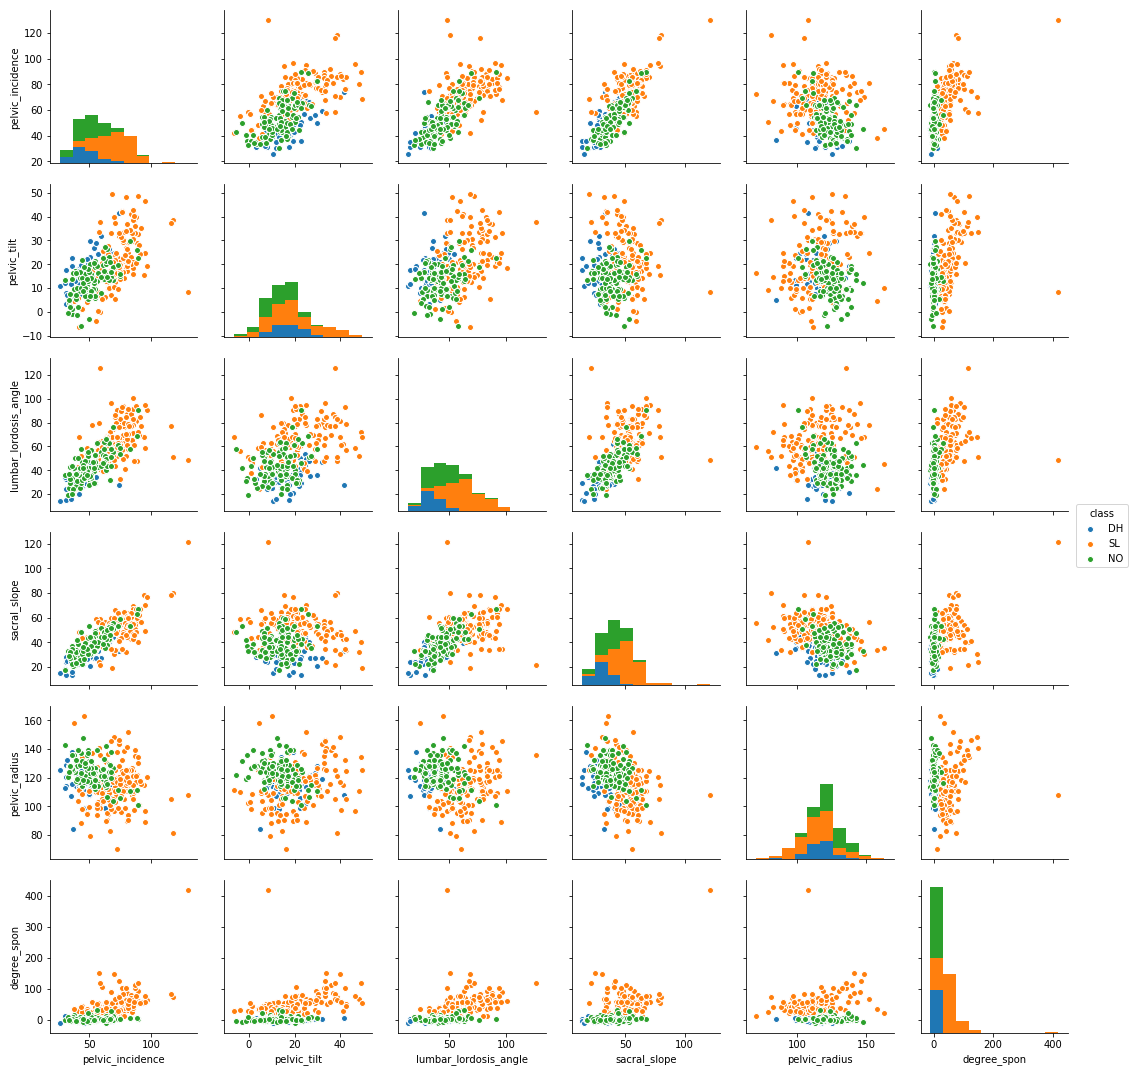 pelvic_incidence
120
100
80
60
40
20
pelvic_tilt
50
40
30
20
10
0
−10
lumbar_lordosis_angle
120
100
80
60
40
20
class
DH
SL
NO
sacral_slope
120
100
80
60
40
20
pelvic_radius
160
140
120
100
80
degree_spon
400
300
200
100
0
50 100 0 20 40 50 100 50 100 100 150 0 200 400
pelvic_incidence pelvic_tilt lumbar_lordosis_angle sacral_slope pelvic_radius degree_spon